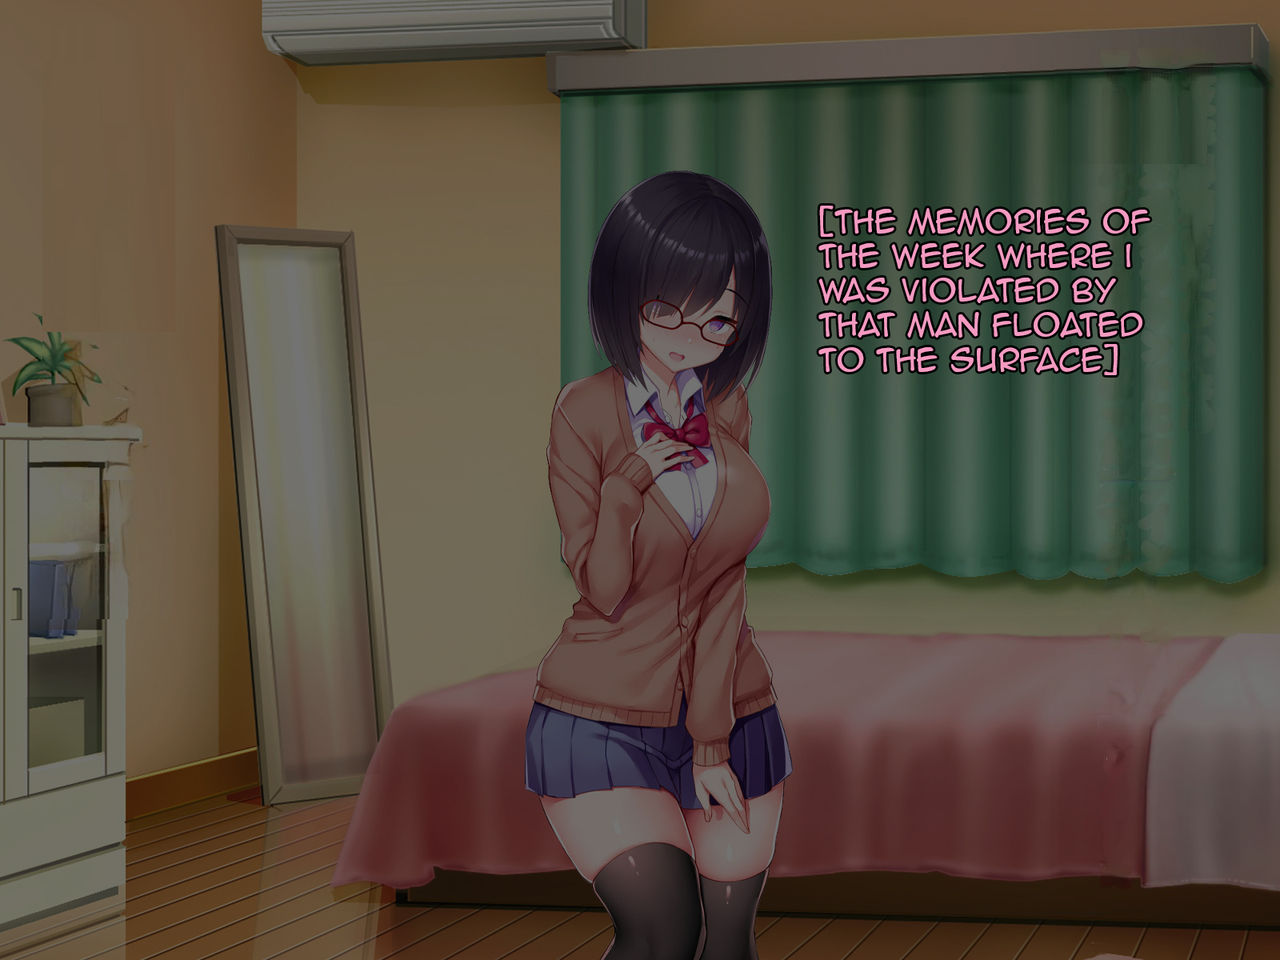 [THE MEMORIES OF
THE WEEK WHERE I
WAS VIOLATED BY
THAT MAN FLOATED
TO THE SURFACE]